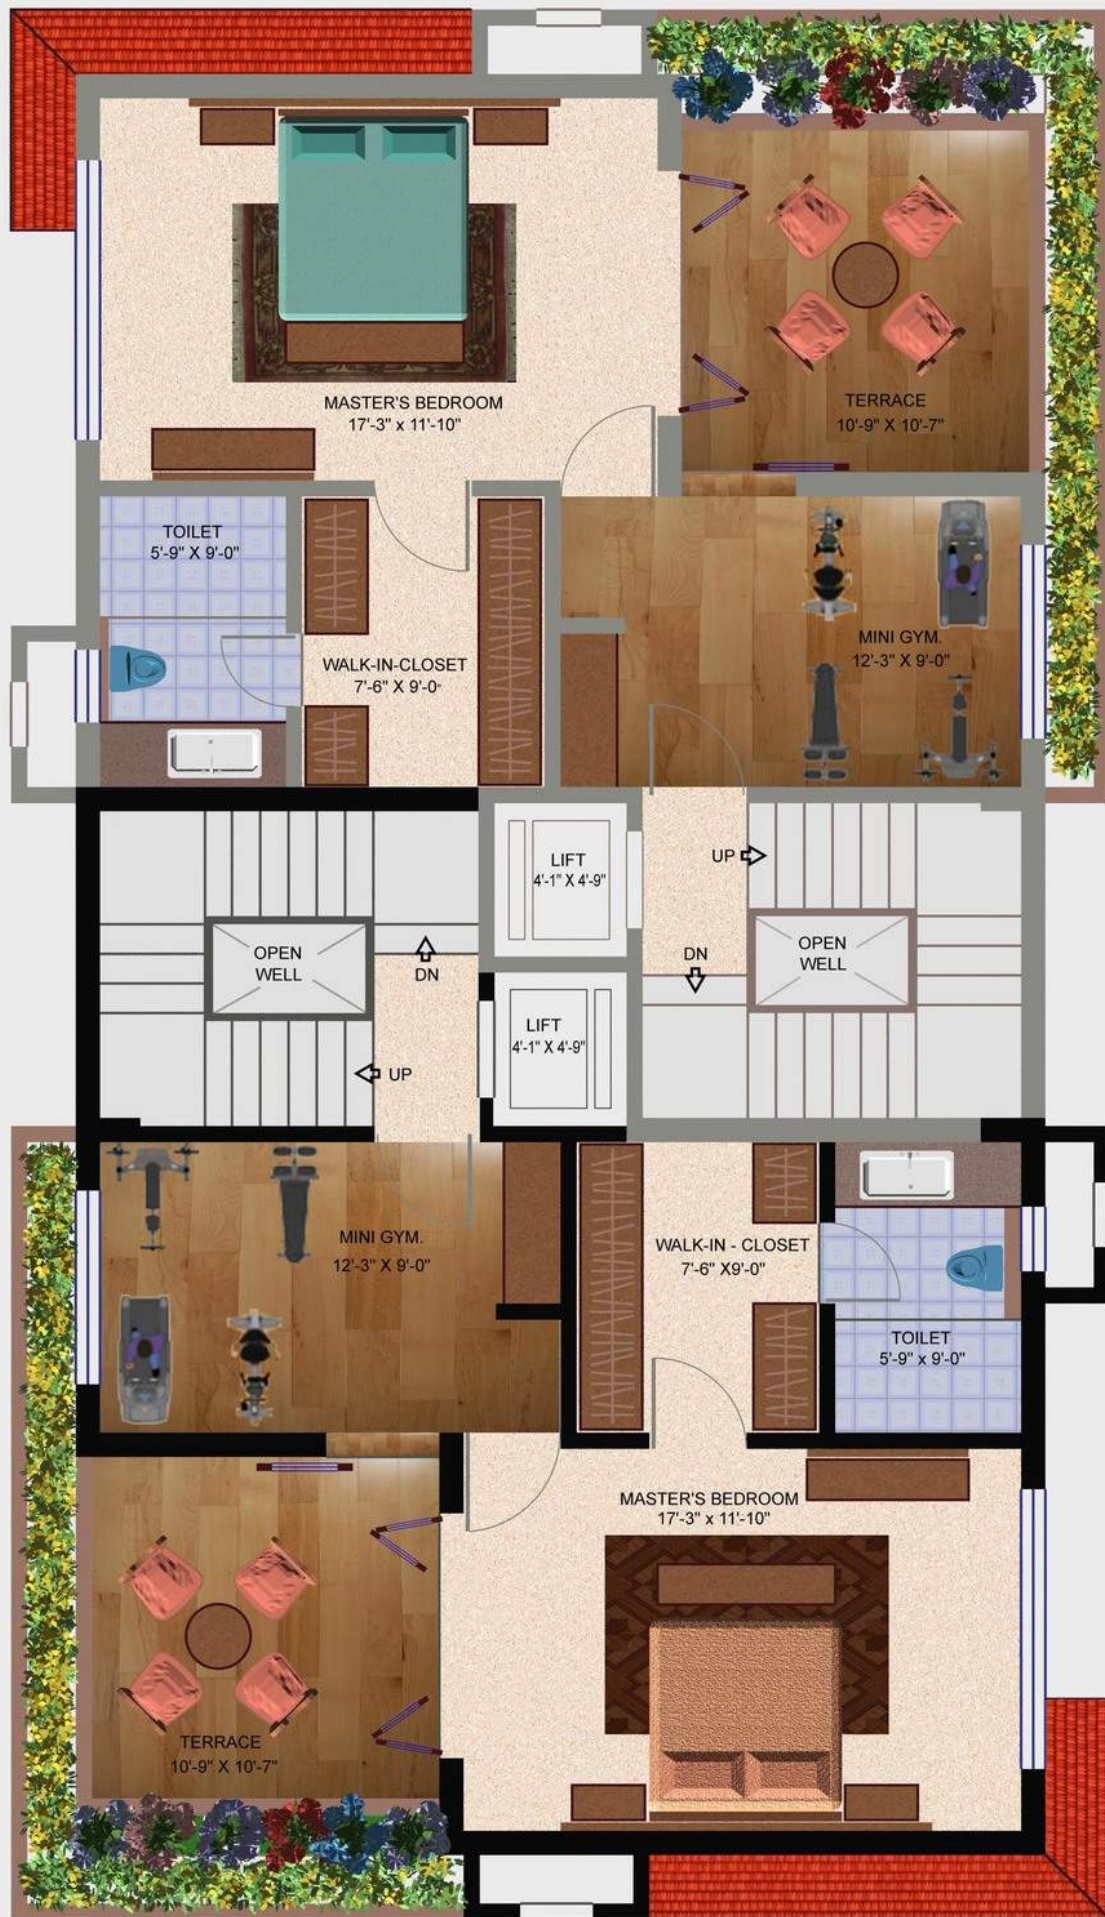 MASTER'S BEDROOM
17'-3" x 11'-10"
TERRACE
10'-9" X 10'-7"
TOILET
5'-9" X 9'-0"
WALK-IN-CLOSET
7'-6" X 9'-0"
MINI GYM.
12'-3" X 9'-0"
LIFT
4'-1" X 4'-9"
UP
OPEN
WELL
DN
OPEN
WELL
DN
LIFT
4'-1" X 4'-9"
UP
MINI GYM.
12'-3" X 9'-0"
WALK-IN - CLOSET
7'-6" X9'-0"
TOILET
5'-9" x 9'-0"
MASTER'S BEDROOM
17'-3" x 11'-10"
TERRACE
10'-9" X 10'-7"